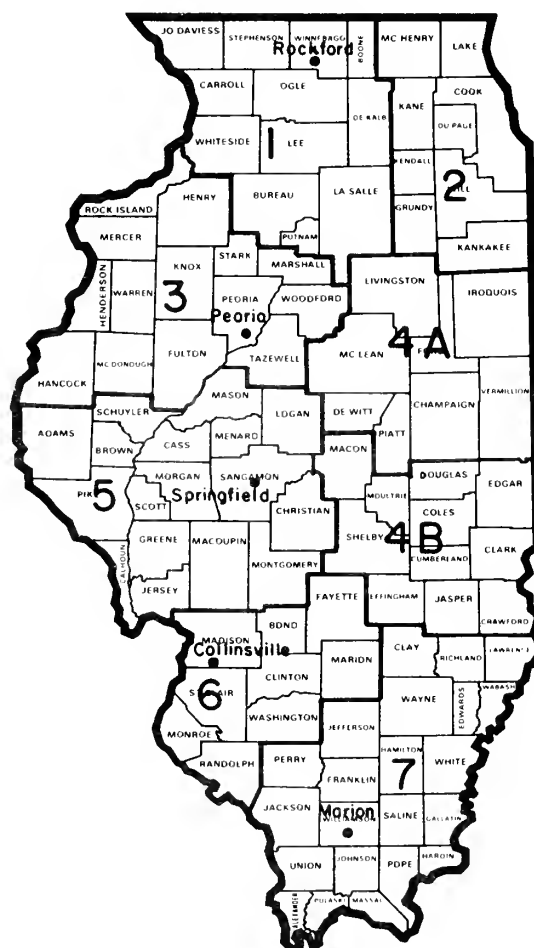 JO DAVIESS
STEPHENSON
WINNEBAGO
BOONE
MC HENRY
LAKE
Rockford
CARROLL
OGLE
KANE
COOK
DE KALB
DU PAGE
WHITESIDE
1
LEE
KENDALL
2
WILL
HENRY
BUREAU
LA SALLE
GRUNDY
ROCK ISLAND
PUTNAM
MERCER
KANKAKEE
STARK
MARSHALL
KNOX
LIVINGSTON
IROQUOIS
HENDERSON
WARREN
3
PEORIA
WOODFORD
Peoria
4A
FULTON
MC LEAN
MC DONOUGH
TAZEWELL
HANCOCK
MASON
VERMILLION
SCHUYLER
LOGAN
DE WITT
CHAMPAIGN
ADAMS
PIATT
BROWN
CASS
MENARD
MACON
DOUGLAS
EDGAR
MORGAN
SANGAMON
PIK
5
Springfield
MOULTRIE
SCOTT
CHRISTIAN
COLES
4B
GREENE
MACOUPIN
SHELBY
CLARK
CUMBERLAND
CALHOUN
MONTGOMERY
JERSEY
FAYETTE
EFFINGHAM
JASPER
CRAWFORD
BOND
MADISON
Collinsville
MARION
CLAY
RICHLAND
LAWRENCE
CLINTON
6
ST CLAIR
WAYNE
EDWARDS
WABASH
WASHINGTON
JEFFERSON
MONROE
HAMILTON
RANDOLPH
PERRY
7
WHITE
FRANKLIN
JACKSON
Marion
WILLIAMSON
SALINE
GALLATIN
UNION
JOHNSON
POPE
HARDIN
ALEXANDER
PULASKI
MASSAC